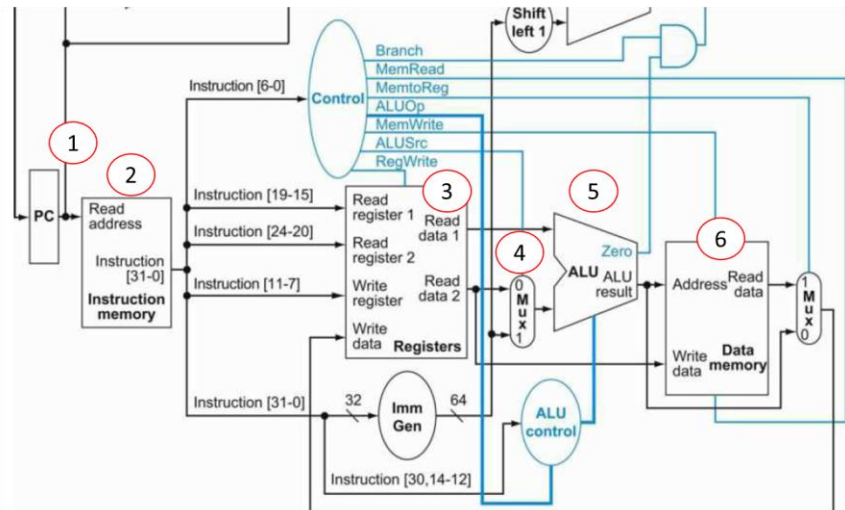 Shift
left 1
Branch
MemRead
Instruction [6-0]
Control
MemtoReg
ALUOp
MemWrite
ALUSrc
RegWrite
1
2
3
4
5
6
PC
Read
address
Instruction
[31-0]
Instruction
memory
Instruction [19-15]
Instruction [24-20]
Instruction [11-7]
Read
register 1
Read
data 1
Read
register 2
Write
register
Read
data 2
Write
data
Registers
0
M
u
x
1
Zero
ALU
ALU
result
Address
Read
data
Write
data
Data
memory
1
M
u
x
0
Instruction [31-0]
32
Imm
Gen
64
ALU
control
Instruction [30,14-12]